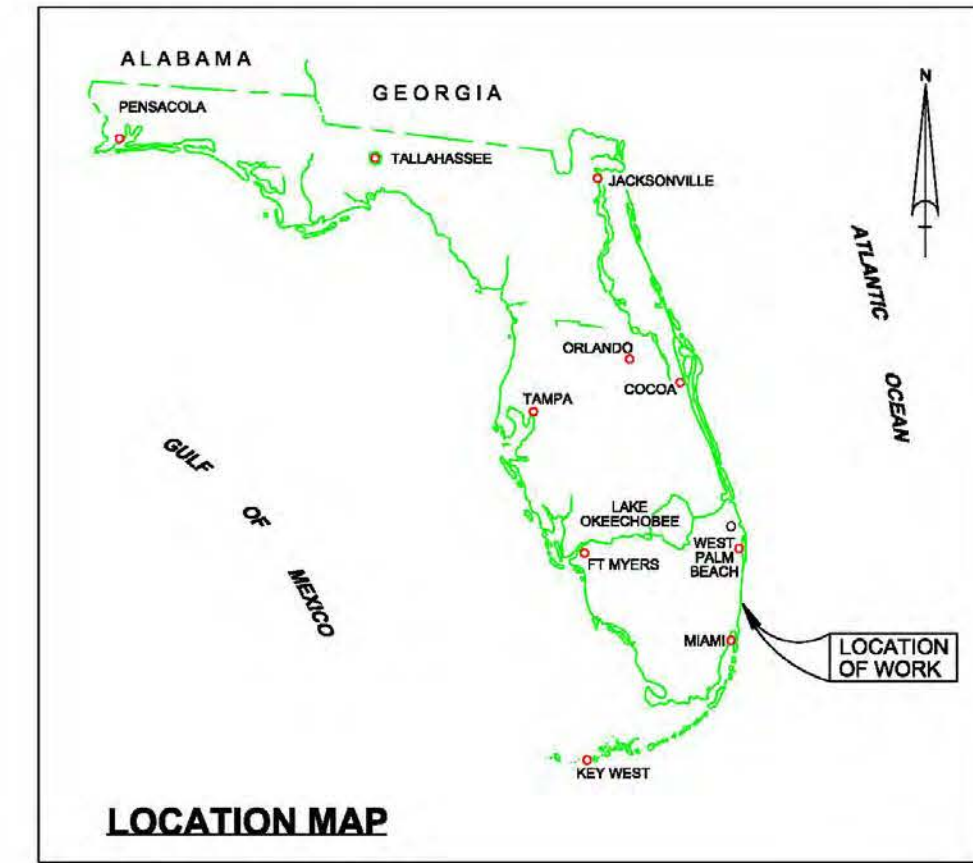 ALABAMA
GEORGIA
N
PENSACOLA
TALLAHASSEE
JACKSONVILLE
ATLANTIC
OCEAN
ORLANDO
COCOA
TAMPA
GULF
OF
MEXICO
LAKE
OKEECHOBEE
WEST
PALM
BEACH
FT MYERS
MIAMI
LOCATION
OF WORK
KEY WEST
LOCATION MAP